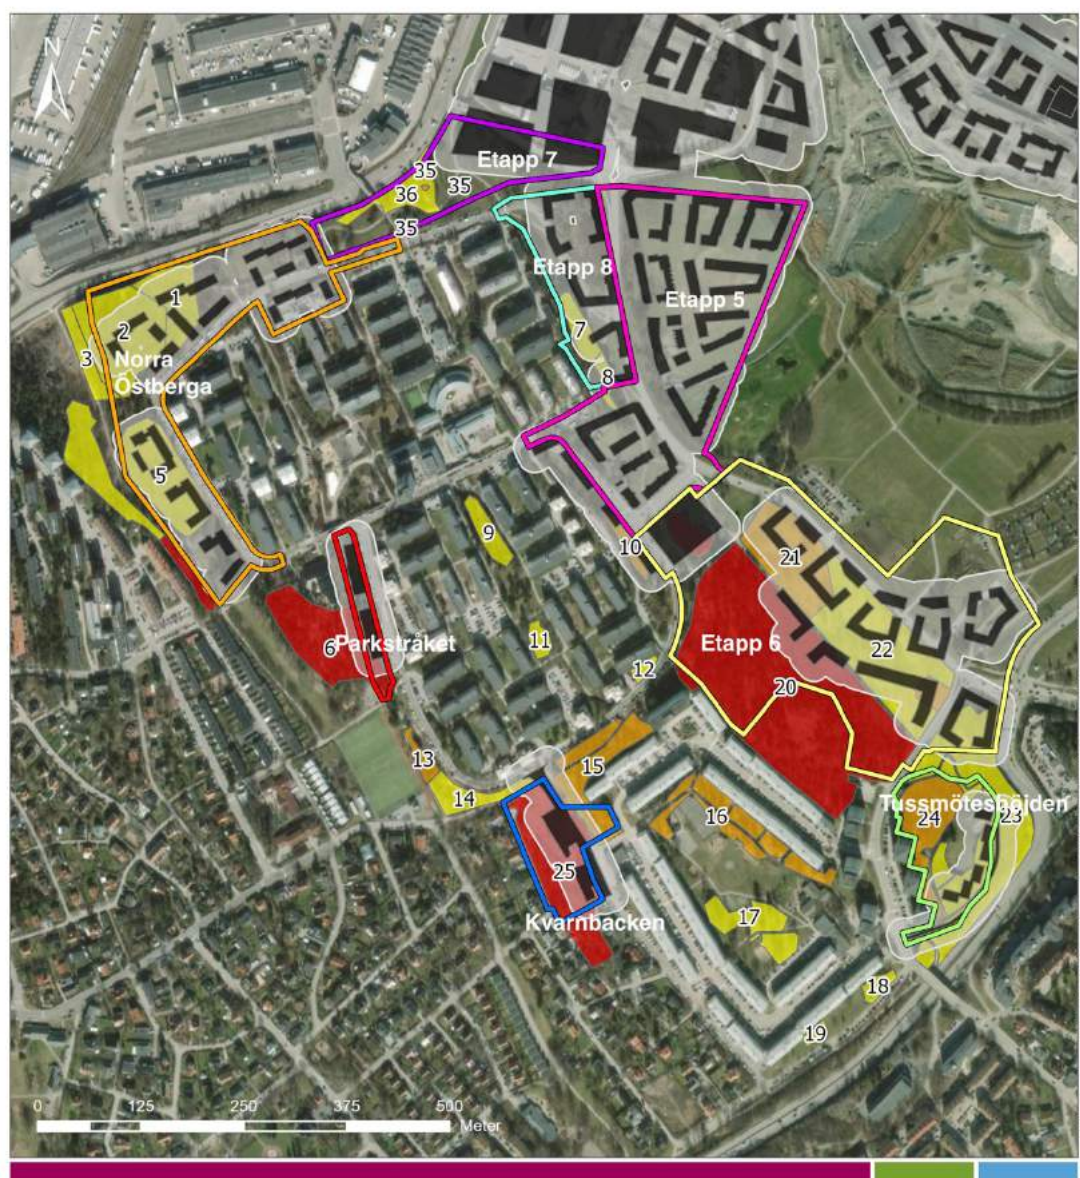 N
Etapp 7
35
35
36
35
Etapp 8
Etapp 5
1
2
3
Norra
Östberga
7
8
5
9
10
21
6
Parkstråket
11
Etapp 6
22
12
20
13
15
14
Tussmöteshöjden
16
24
23
25
17
Kvarnbacken
18
19
0 125 250 375 500
Meter